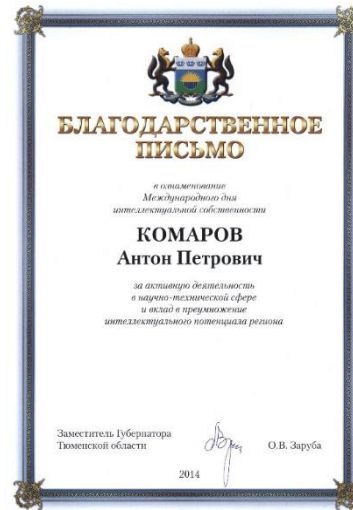 БЛАГОДАРСТВЕННОЕ
ПИСЬМО
в ознаменование
Международного дня
интеллектуальной собственности
КОМАРОВ
Антон Петрович
за активную деятельность
в научно-технической сфере
и вклад в преумножение
интеллектуального потенциала региона
Заместитель Губернатора
Тюменской области
О.В. Заруба
2014